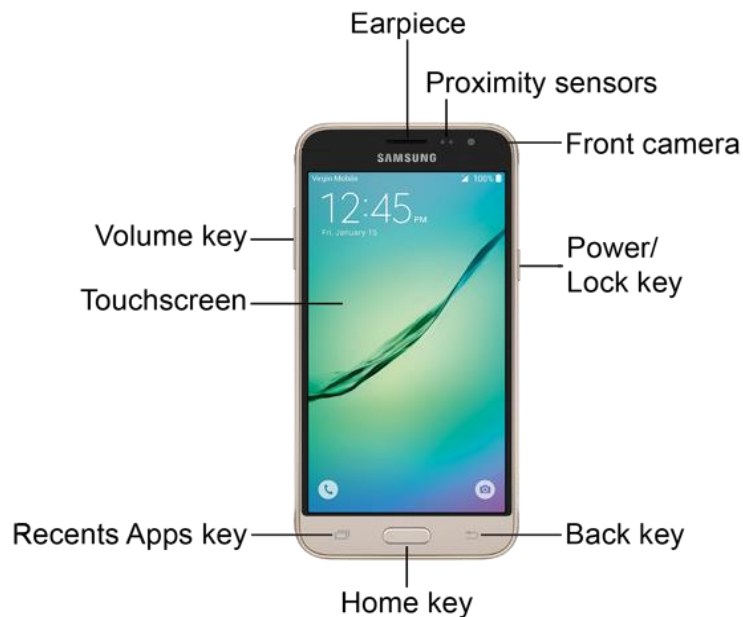 Earpiece
Proximity sensors
Front camera
SAMSUNG
Virgin Mobile 100%
12:45 PM
Fri, January 15
Volume key
Power/
Lock key
Touchscreen
Recents Apps key
Back key
Home key